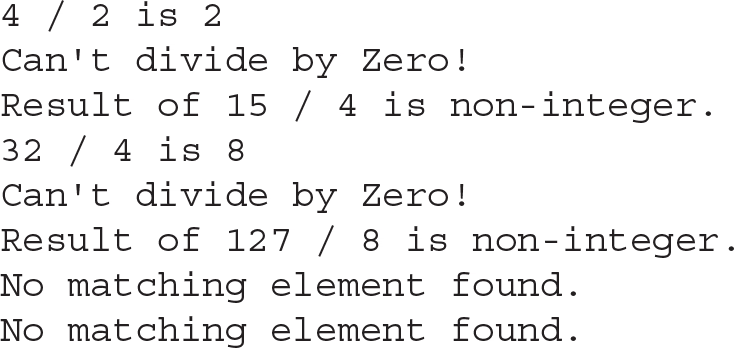 4 / 2 is 2
Can't divide by Zero!
Result of 15 / 4 is non-integer.
32 / 4 is 8
Can't divide by Zero!
Result of 127 / 8 is non-integer.
No matching element found.
No matching element found.